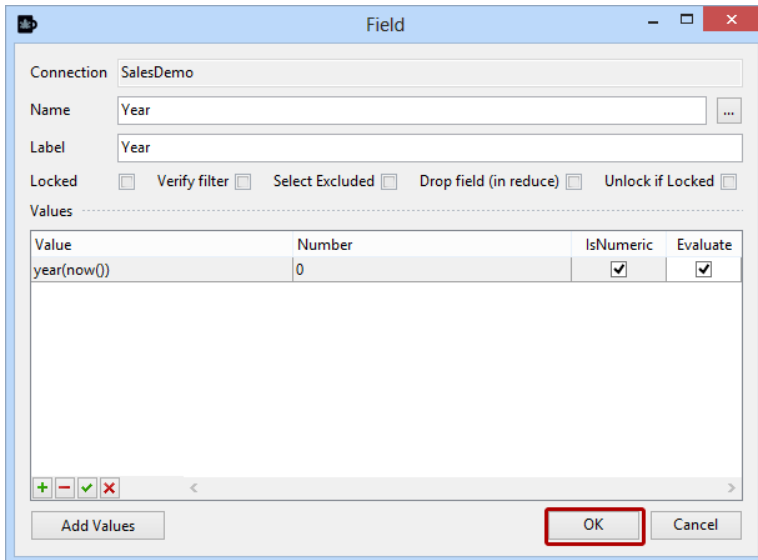 Field
Connection SalesDemo
Name Year ...
Label Year
Locked Verify filter Select Excluded Drop field (in reduce) Unlock if Locked
Values
Value Number IsNumeric Evaluate
year(now()) 0
Add Values OK Cancel